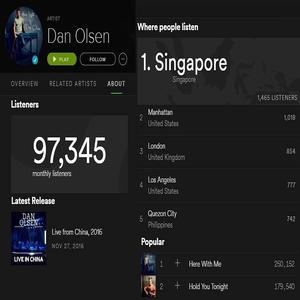 ARTIST
Dan Olsen
PLAY
FOLLOW
OVERVIEW
RELATED ARTISTS
ABOUT
Listeners
97,345
monthly listeners
Latest Release
DAN OLSEN
LIVE IN CHINA
Live from China, 2016
NOV 27, 2016
Where people listen
1. Singapore
Singapore
1,465 LISTENERS
2 Manhattan 1,018
United States
3 London 854
United Kingdom
4 Los Angeles 777
United States
5 Quezon City 742
Philippines
Popular
1 + Here With Me 250,152
2 + Hold You Tonight 179,540